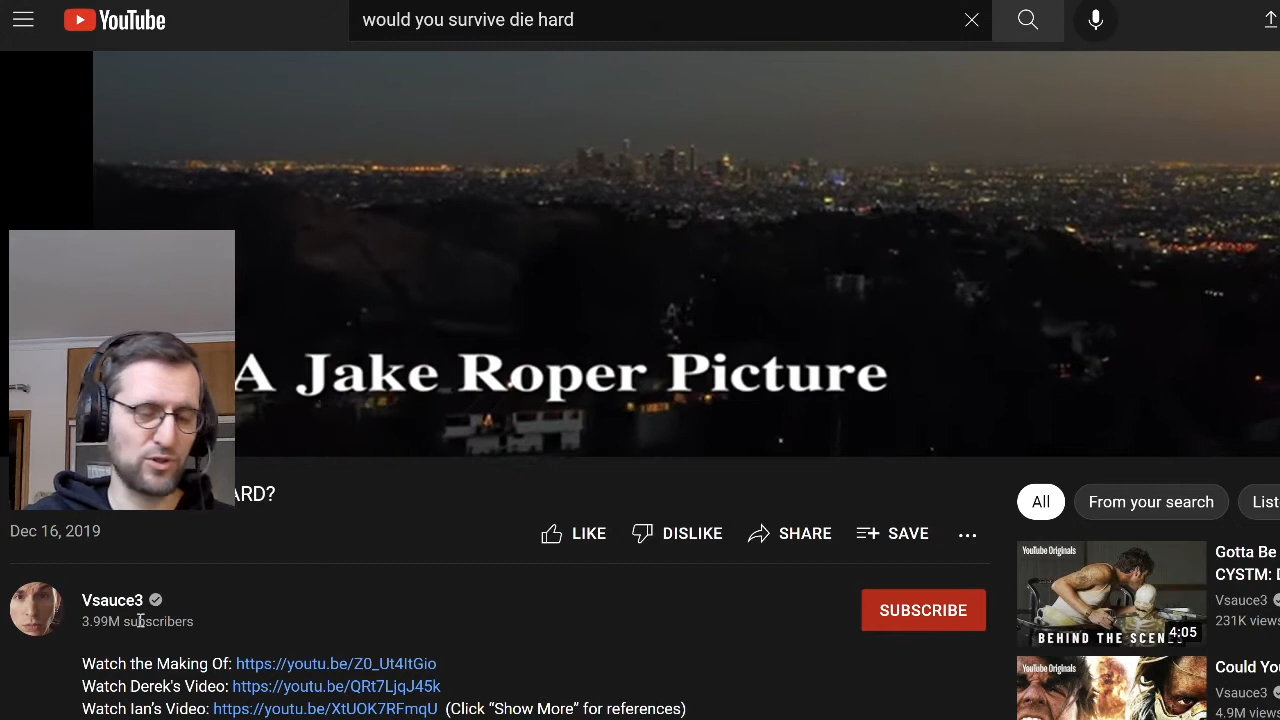 YouTube
would you survive die hard
A Jake Roper Picture
ARD?
Dec 16, 2019
LIKE
DISLIKE
SHARE
SAVE
Vsauce3
3.99M subscribers
SUBSCRIBE
Watch the Making Of: https://youtu.be/Z0_Ut4ItGio
Watch Derek's Video: https://youtu.be/QRt7LjqJ45k
Watch Ian's Video: https://youtu.be/XtUOK7RFmqU (Click “Show More” for references)
All
From your search
List
YouTube Originals
BEHIND THE SCEN
4:05
Gotta Be
CYSTM: D
Vsauce3
231K views
YouTube Originals
Could You
Vsauce3
4.9M views